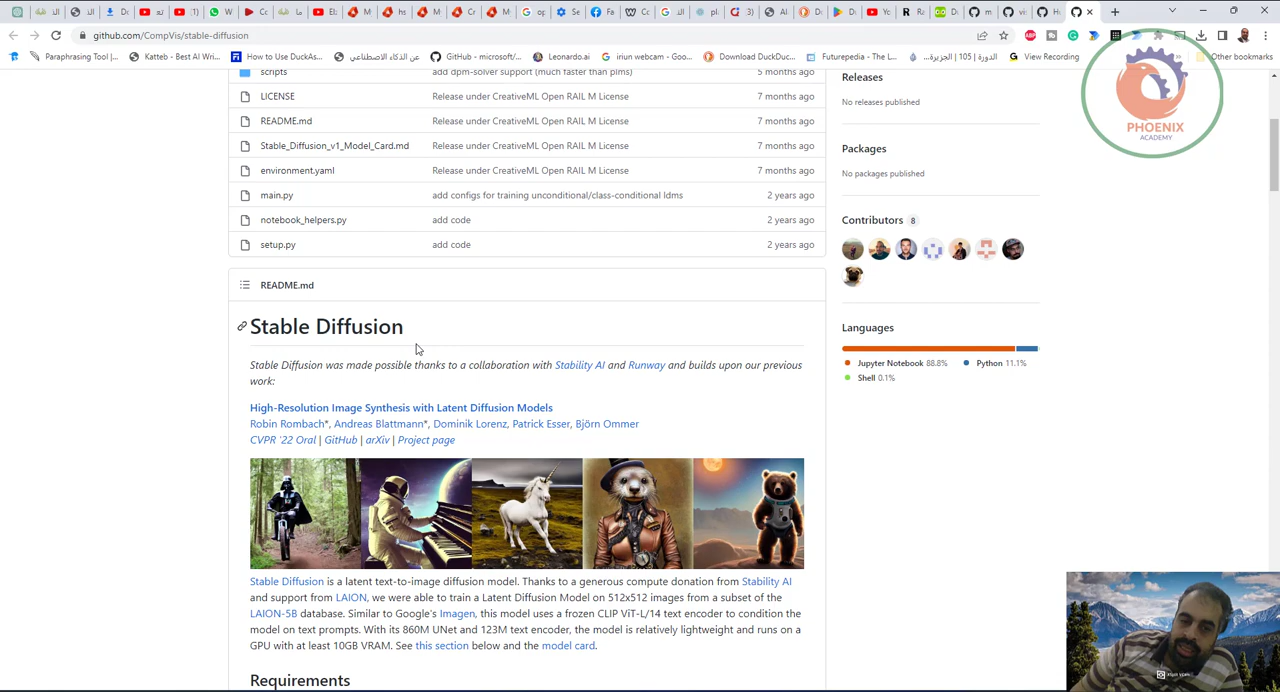 github.com/CompVis/stable-diffusion
Paraphrasing Tool |... Katteb - Best AI Wri... How to Use DuckAs... عن الذكاء الاصطناعي GitHub - microsoft/... Leonardo.ai iriun webcam - Goo... Download DuckDuc... Futurepedia - The L... الدورة | 105 | الجزيرة... View Recording Other bookmarks
scripts add dpm-solver support (much faster than plms) 5 months ago
LICENSE Release under CreativeML Open RAIL M License 7 months ago
README.md Release under CreativeML Open RAIL M License 7 months ago
Stable_Diffusion_v1_Model_Card.md Release under CreativeML Open RAIL M License 7 months ago
environment.yaml Release under CreativeML Open RAIL M License 7 months ago
main.py add configs for training unconditional/class-conditional ldms 2 years ago
notebook_helpers.py add code 2 years ago
setup.py add code 2 years ago
README.md
Stable Diffusion
Stable Diffusion was made possible thanks to a collaboration with Stability AI and Runway and builds upon our previous
work:
High-Resolution Image Synthesis with Latent Diffusion Models
Robin Rombach*, Andreas Blattmann*, Dominik Lorenz, Patrick Esser, Björn Ommer
CVPR '22 Oral | GitHub | arXiv | Project page
Stable Diffusion is a latent text-to-image diffusion model. Thanks to a generous compute donation from Stability AI
and support from LAION, we were able to train a Latent Diffusion Model on 512x512 images from a subset of the
LAION-5B database. Similar to Google's Imagen, this model uses a frozen CLIP ViT-L/14 text encoder to condition the
model on text prompts. With its 860M UNet and 123M text encoder, the model is relatively lightweight and runs on a
GPU with at least 10GB VRAM. See this section below and the model card.
Requirements
Releases
No releases published
Packages
No packages published
Contributors 8
Languages
Jupyter Notebook 88.8% Python 11.1%
Shell 0.1%
PHOENIX
ACADEMY